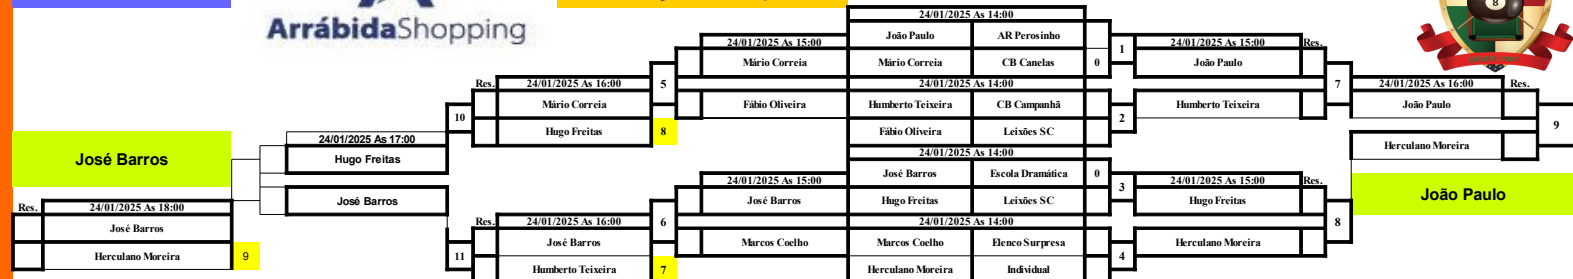 ArrábidaShopping
8
24/01/2025 As 14:00
João Paulo AR Perosinho
Mário Correia CB Canelas 0
1
24/01/2025 As 14:00
Humberto Teixeira CB Campanhã
Fábio Oliveira Leixões SC
2
24/01/2025 As 14:00
José Barros Escola Dramática 0
Hugo Freitas Leixões SC
3
24/01/2025 As 14:00
Marcos Coelho Elenco Surpresa
Herculano Moreira Individual
4
24/01/2025 As 15:00
Mário Correia
Fábio Oliveira
5
24/01/2025 As 15:00
José Barros
Marcos Coelho
6
Res. 24/01/2025 As 16:00
Mário Correia
Hugo Freitas 8
10
Res. 24/01/2025 As 16:00
José Barros
Humberto Teixeira 7
11
24/01/2025 As 17:00
Hugo Freitas
José Barros
José Barros
Res. 24/01/2025 As 18:00
José Barros
Herculano Moreira 9
24/01/2025 As 15:00 Res.
João Paulo
Humberto Teixeira
7
24/01/2025 As 15:00 Res.
Hugo Freitas
Herculano Moreira
8
24/01/2025 As 16:00 Res.
João Paulo
Herculano Moreira
9
João Paulo